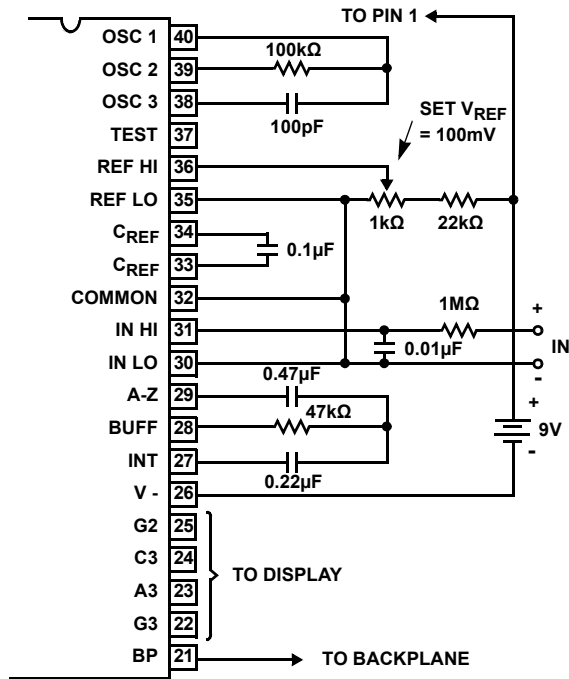 TO PIN 1
OSC 1 40
100kΩ
OSC 2 39
OSC 3 38
100pF
SET VREF
= 100mV
TEST 37
REF HI 36
REF LO 35
1kΩ 22kΩ
CREF 34
0.1µF
CREF 33
COMMON 32
1MΩ
+
IN HI 31
0.01µF
IN
IN LO 30
-
0.47µF
A-Z 29
47kΩ
+
BUFF 28
9V
-
INT 27
0.22µF
V - 26
G2 25
C3 24
TO DISPLAY
A3 23
G3 22
BP 21
TO BACKPLANE